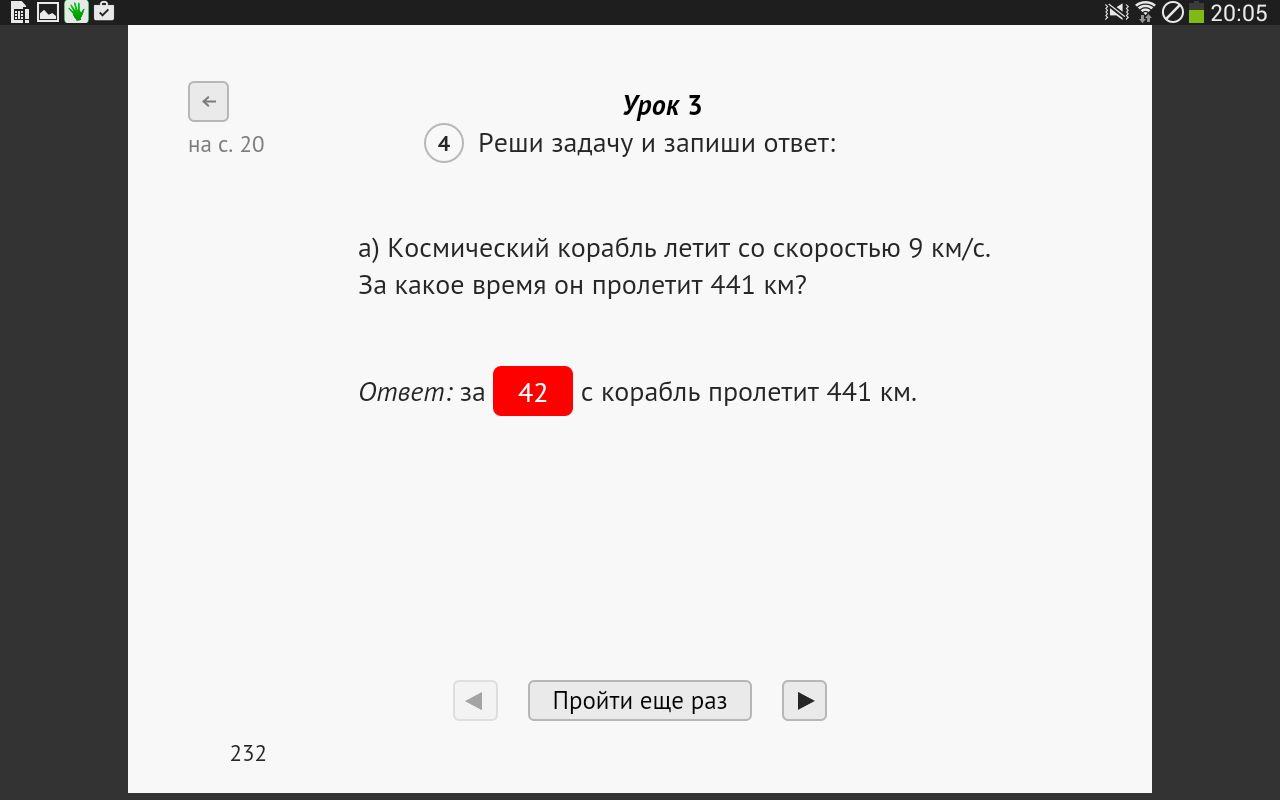 20:05
Урок 3
на с. 20
4 Реши задачу и запиши ответ:
а) Космический корабль летит со скоростью 9 км/с.
За какое время он пролетит 441 км?
Ответ: за 42 с корабль пролетит 441 км.
Пройти еще раз
232